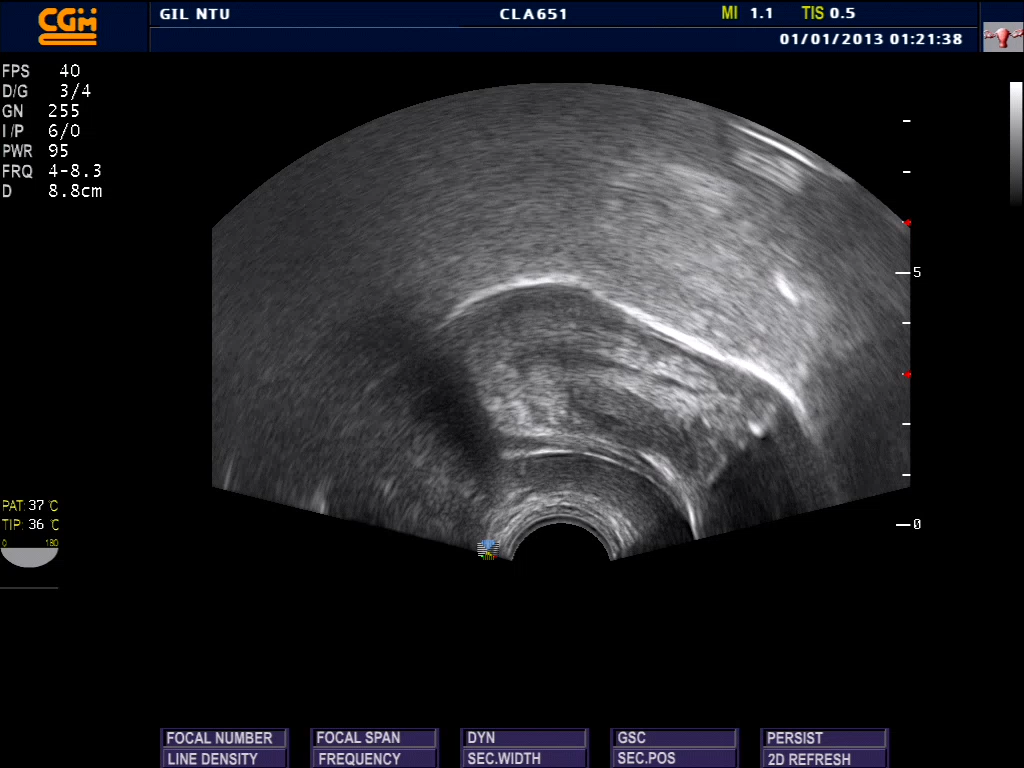 CGM
GIL NTU CLA651 MI 1.1 TIS 0.5
01/01/2013 01:21:38
FPS 40
D/G 3/4
GN 255
I/P 6/0
PWR 95
FRQ 4-8.3
D 8.8cm
5
PAT: 37 °C
TIP: 36 °C
0 180
0
FOCAL NUMBER FOCAL SPAN DYN GSC PERSIST
LINE DENSITY FREQUENCY SEC.WIDTH SEC.POS 2D REFRESH